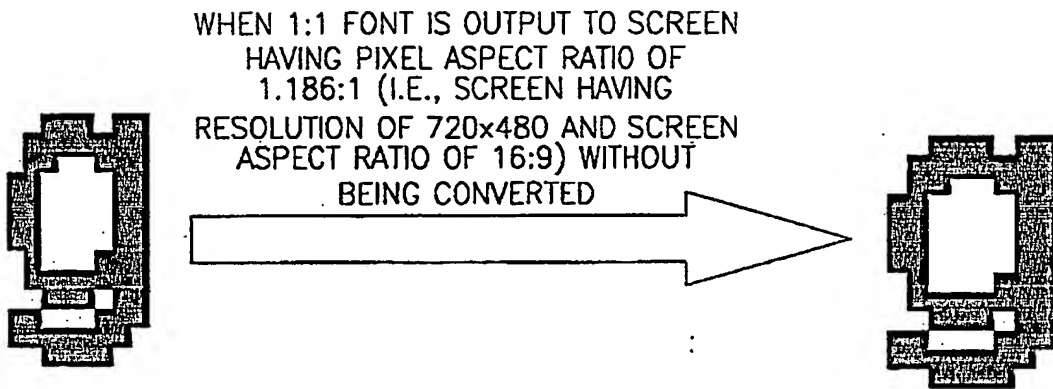 WHEN 1:1 FONT IS OUTPUT TO SCREEN
HAVING PIXEL ASPECT RATIO OF
1.186:1 (I.E., SCREEN HAVING
RESOLUTION OF 720x480 AND SCREEN
ASPECT RATIO OF 16:9) WITHOUT
BEING CONVERTED
g
g